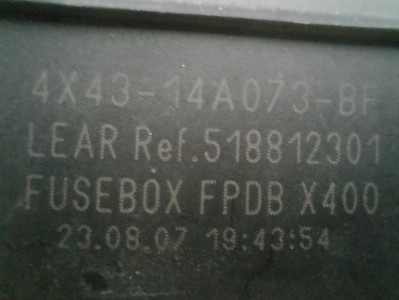 4X43-14A073-BF
LEAR Ref.518812301
FUSEBOX FPDB X400
23.08.07 19:43:54